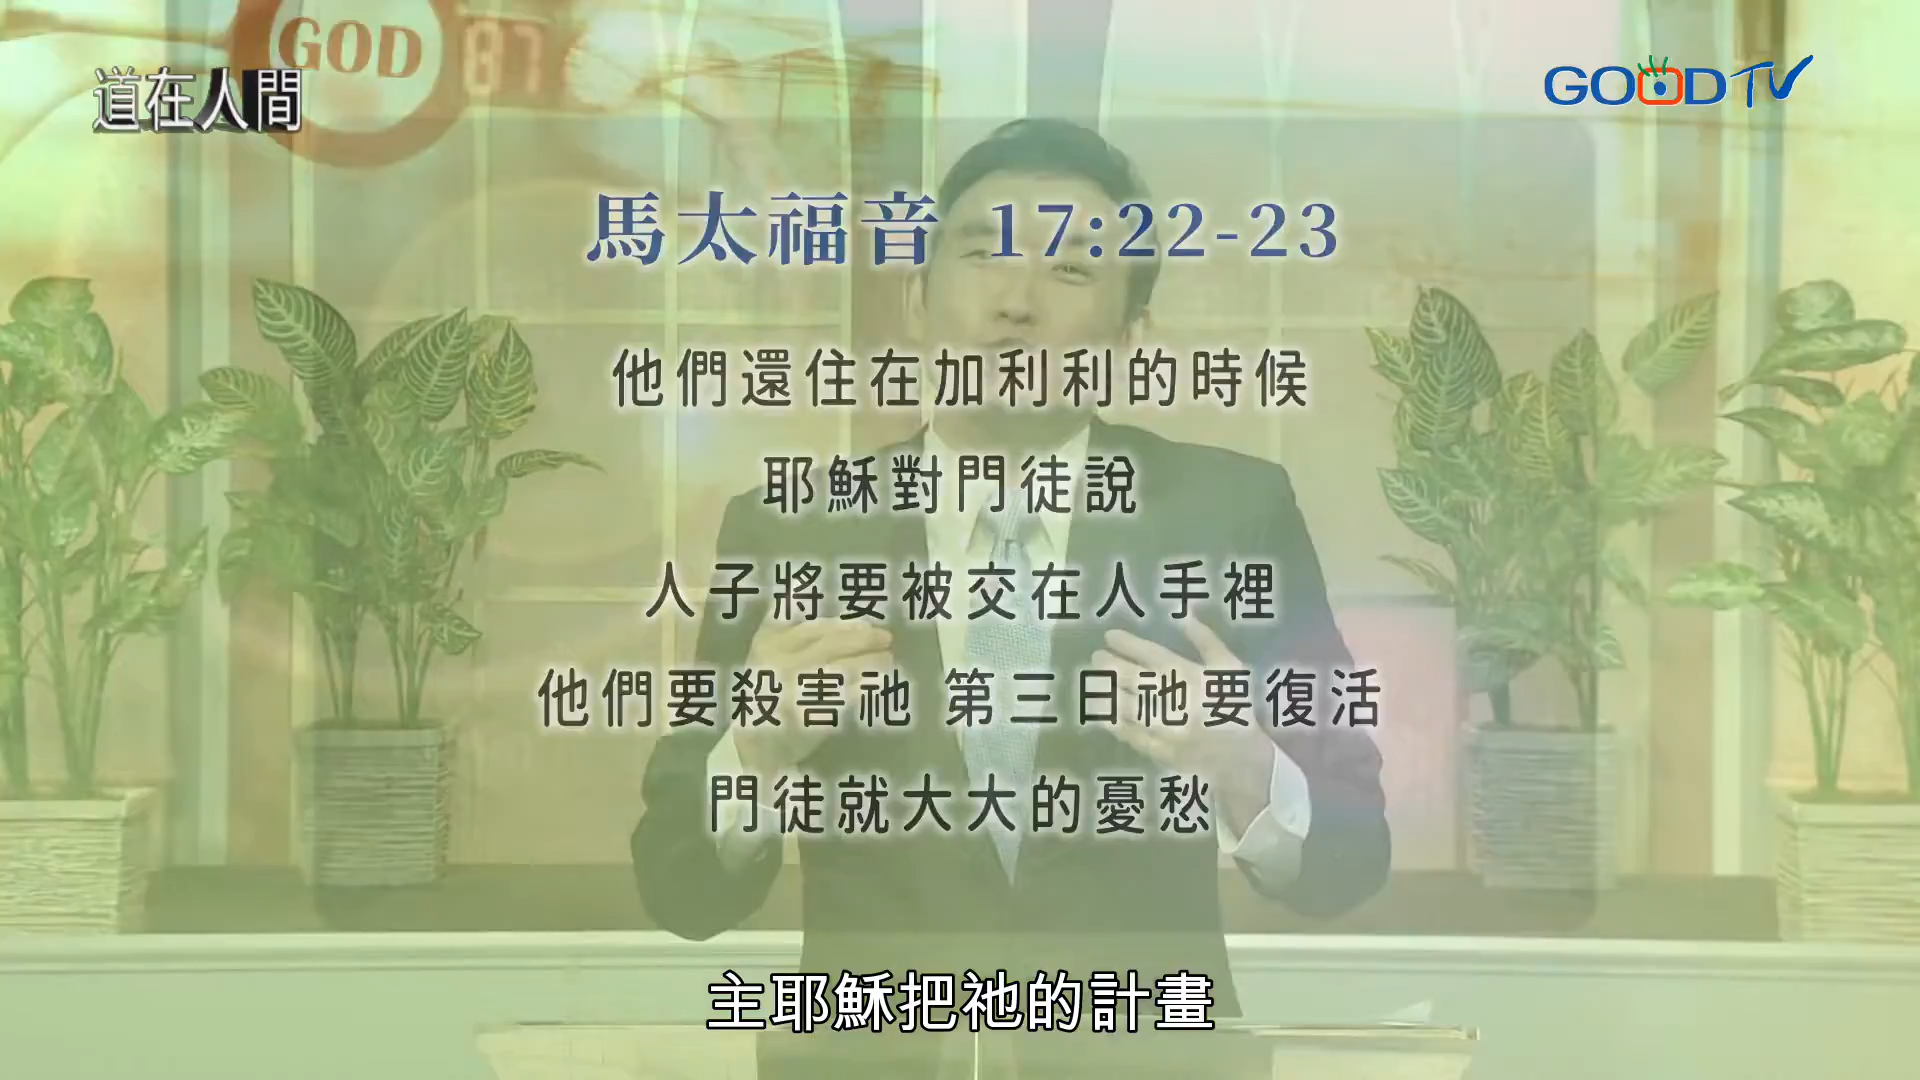 GOD 87
道在人間
GOOD TV
馬太福音 17:22-23
他們還住在加利利的時候
耶穌對門徒說
人子將要被交在人手裡
他們要殺害祂 第三日祂要復活
門徒就大大的憂愁
主耶穌把祂的計畫